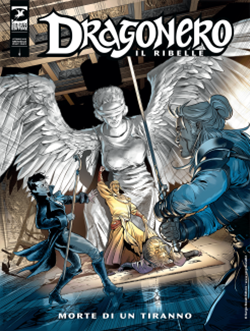 DRAGONERO
IL RIBELLE
MORTE DI UN TIRANNO